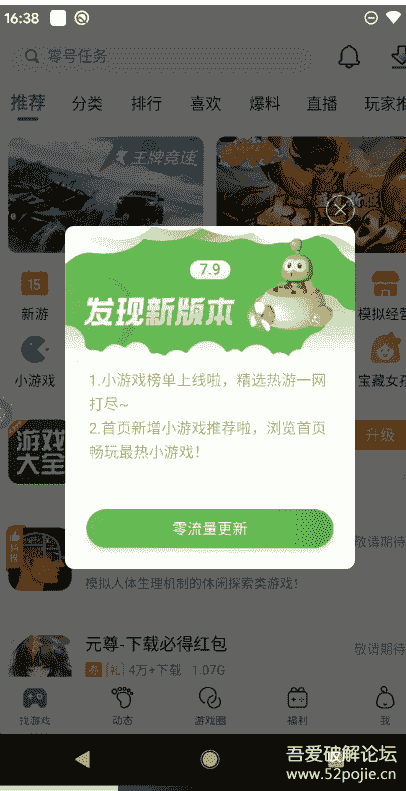 16:38
零号任务
推荐 分类 排行 喜欢 爆料 直播 玩家推
王牌竞速
7.9
发现新版本
15
新游
模拟经营
小游戏
宝藏女孩
1.小游戏榜单上线啦，精选热游一网
打尽~
2.首页新增小游戏推荐啦，浏览首页
畅玩最热小游戏！
游戏
大全
升级
零流量更新
敬请期待
模拟人体生理机制的休闲探索类游戏！
元尊-下载必得红包
敬请期待
礼 4万+下载 1.07G
找游戏 动态 游戏圈 福利 我
吾爱破解论坛
www.52pojie.cn